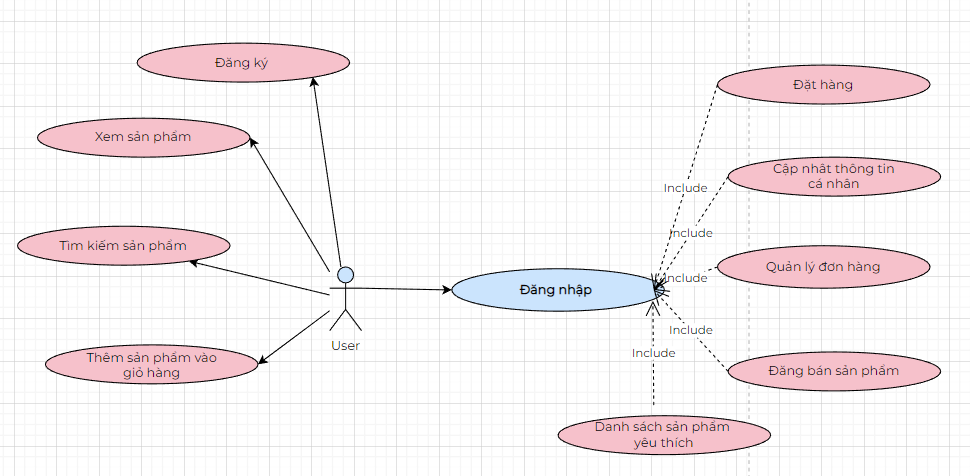 Đăng ký
Đặt hàng
Xem sản phẩm
Cập nhât thông tin
cá nhân
Include
Include
Tìm kiếm sản phẩm
Quản lý đơn hàng
Include
Đăng nhập
Include
User
Include
Thêm sản phẩm vào
giỏ hàng
Đăng bán sản phẩm
Danh sách sản phẩm
yêu thích